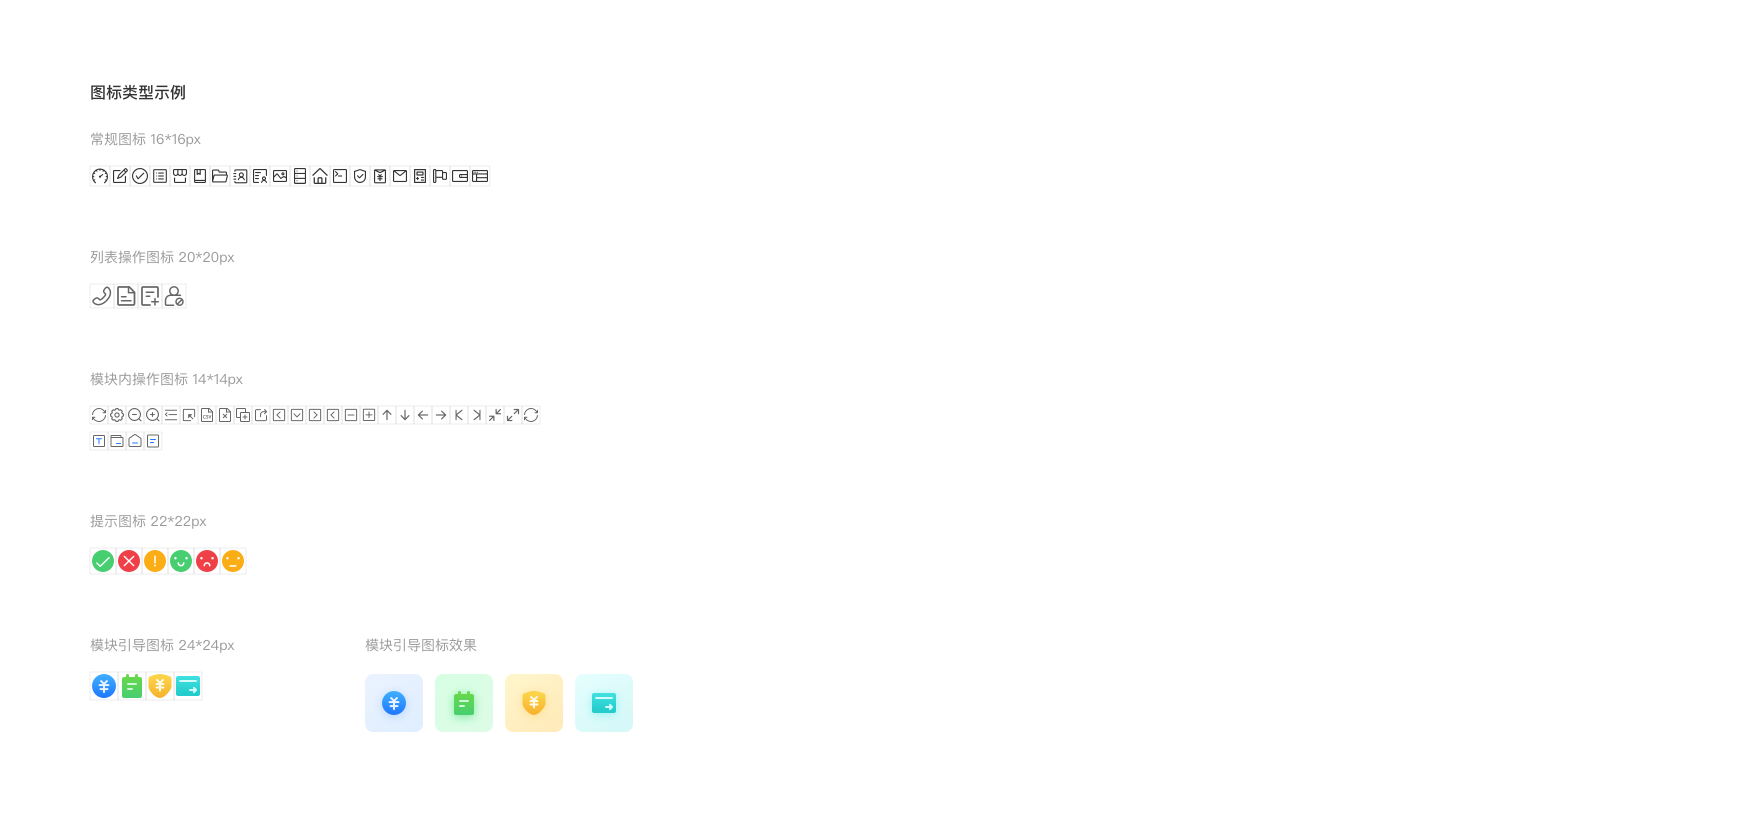 图标类型示例
常规图标 16*16px
列表操作图标 20*20px
模块内操作图标 14*14px
CSV
T
提示图标 22*22px
模块引导图标 24*24px
模块引导图标效果